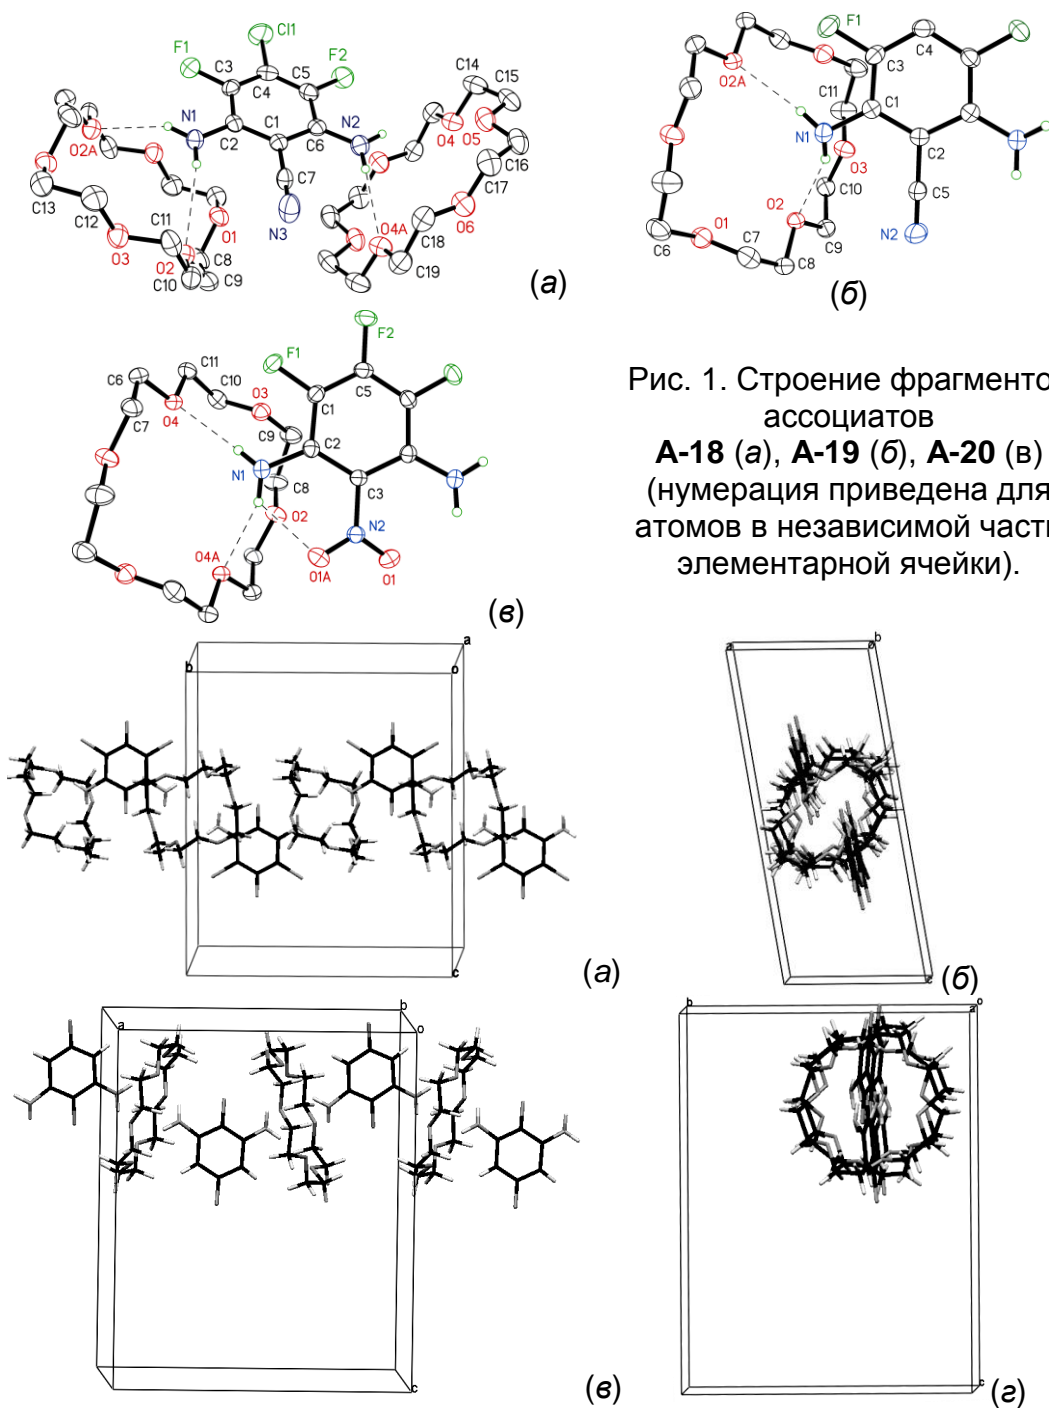 F1
Cl1
F2
C3
C4
C5
C14
C15
N1
C2
C1
C6
N2
O4
O5
O2A
C16
C7
C17
C13
C12
N3
C11
O1
O3
O2
C8
C10
C9
O4A
O6
C18
C19
(а)
F1
C4
C3
O2A
C11
C1
N1
C2
O3
C10
C5
O2
O1
C9
N2
C6
C7
C8
(б)
F1
F2
C11
C6
C10
O3
C5
C1
C7
O4
C9
C2
N1
C3
C8
O2
N2
O4A
O1A
O1
(в)
Рис. 1. Строение фрагменто
ассоциатов
А-18 (а), А-19 (б), А-20 (в)
(нумерация приведена для
атомов в независимой част
элементарной ячейки).
a
b
o
c
(а)
b
a
o
c
(б)
b
a
o
c
(в)
b
o
a
c
(г)